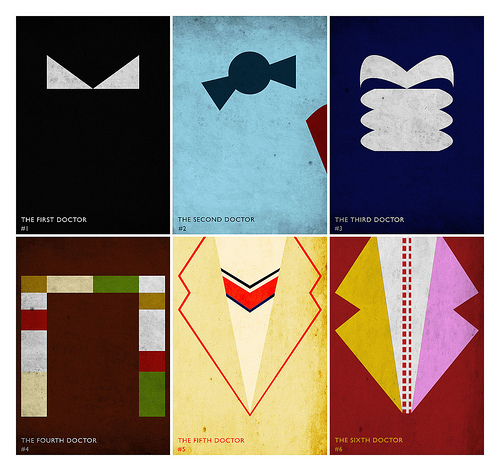 THE FIRST DOCTOR
#1
THE SECOND DOCTOR
#2
THE THIRD DOCTOR
#3
THE FOURTH DOCTOR
#4
THE FIFTH DOCTOR
#5
THE SIXTH DOCTOR
#6